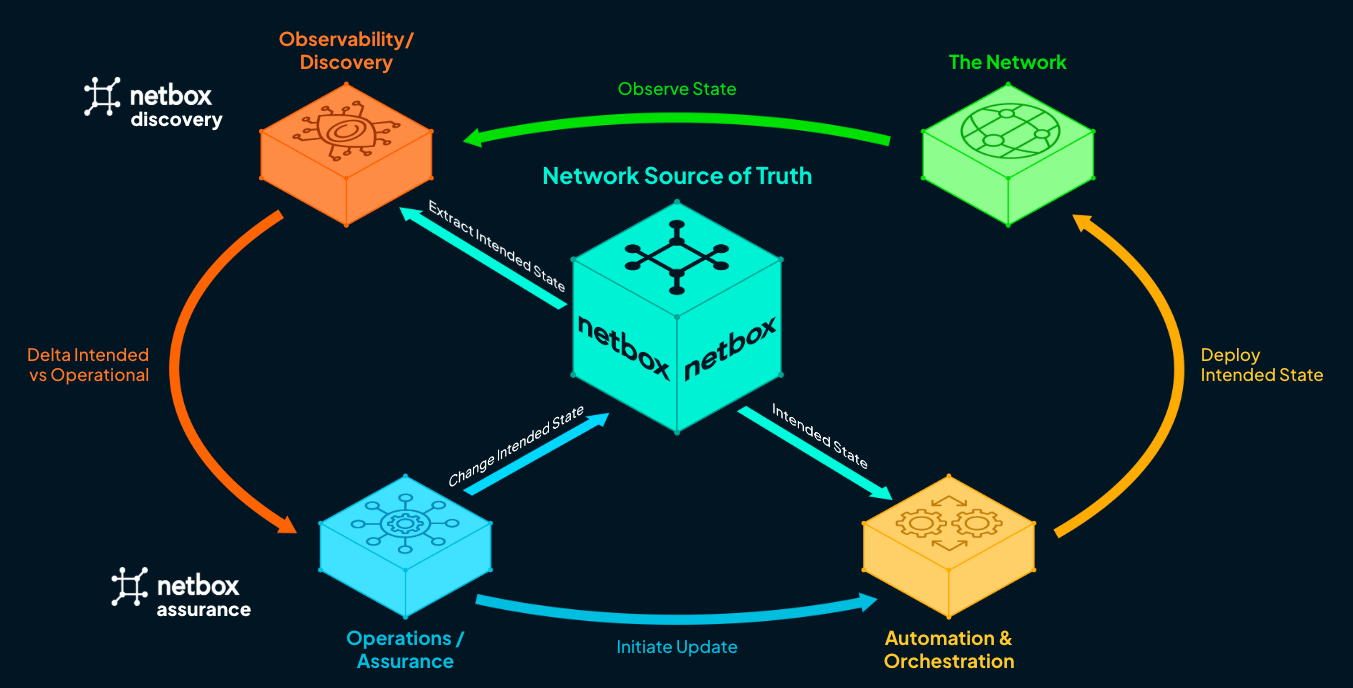 Observability/
Discovery
The Network
netbox
discovery
Observe State
Network Source of Truth
Extract Intended State
netbox
netbox
Delta Intended
vs Operational
Deploy
Intended State
Change Intended State
Intended State
netbox
assurance
Operations /
Assurance
Initiate Update
Automation &
Orchestration